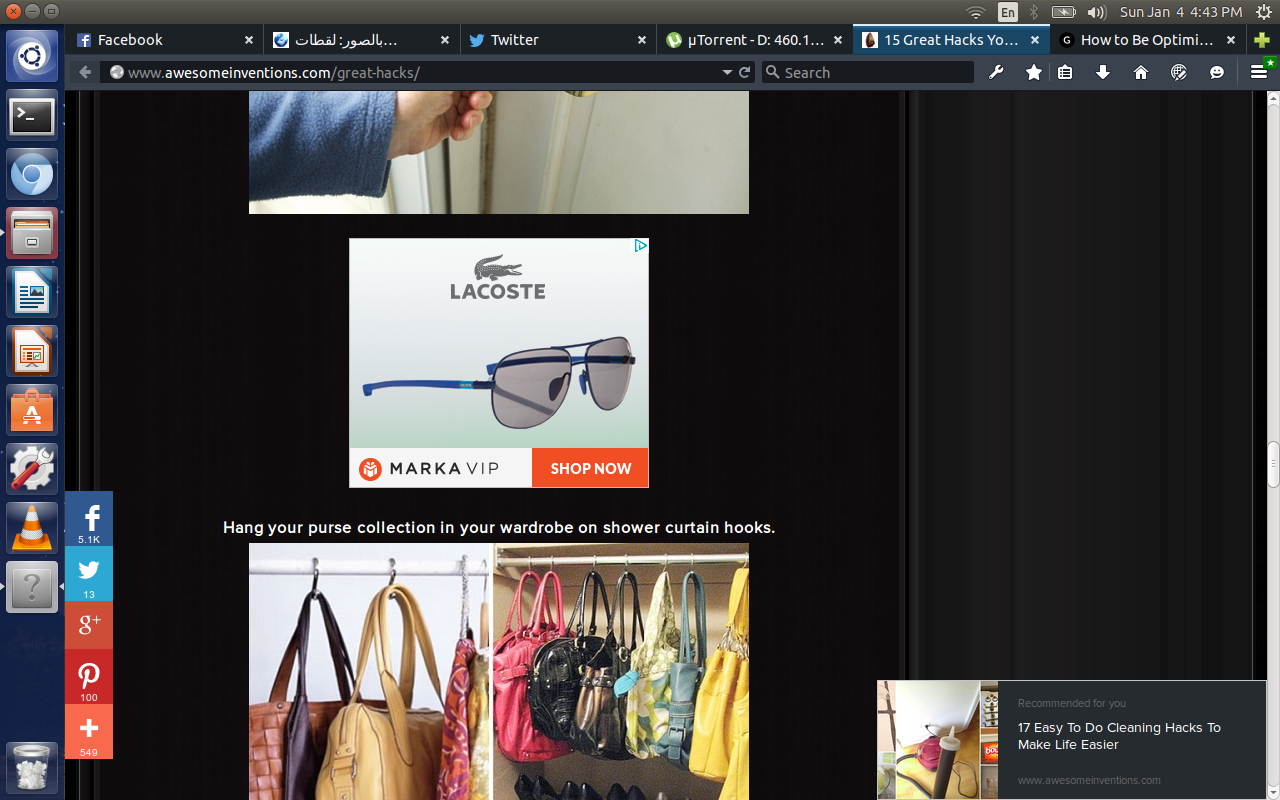 En
Sun Jan 4 4:43 PM
Facebook
بالصور: لقطات...
Twitter
µTorrent - D: 460.1...
15 Great Hacks Yo...
How to Be Optimi...
www.awesomeinventions.com/great-hacks/
Search
LACOSTE
MARKA VIP
SHOP NOW
Hang your purse collection in your wardrobe on shower curtain hooks.
5.1K
13
g+
100
549
Recommended for you
17 Easy To Do Cleaning Hacks To
Make Life Easier
www.awesomeinventions.com